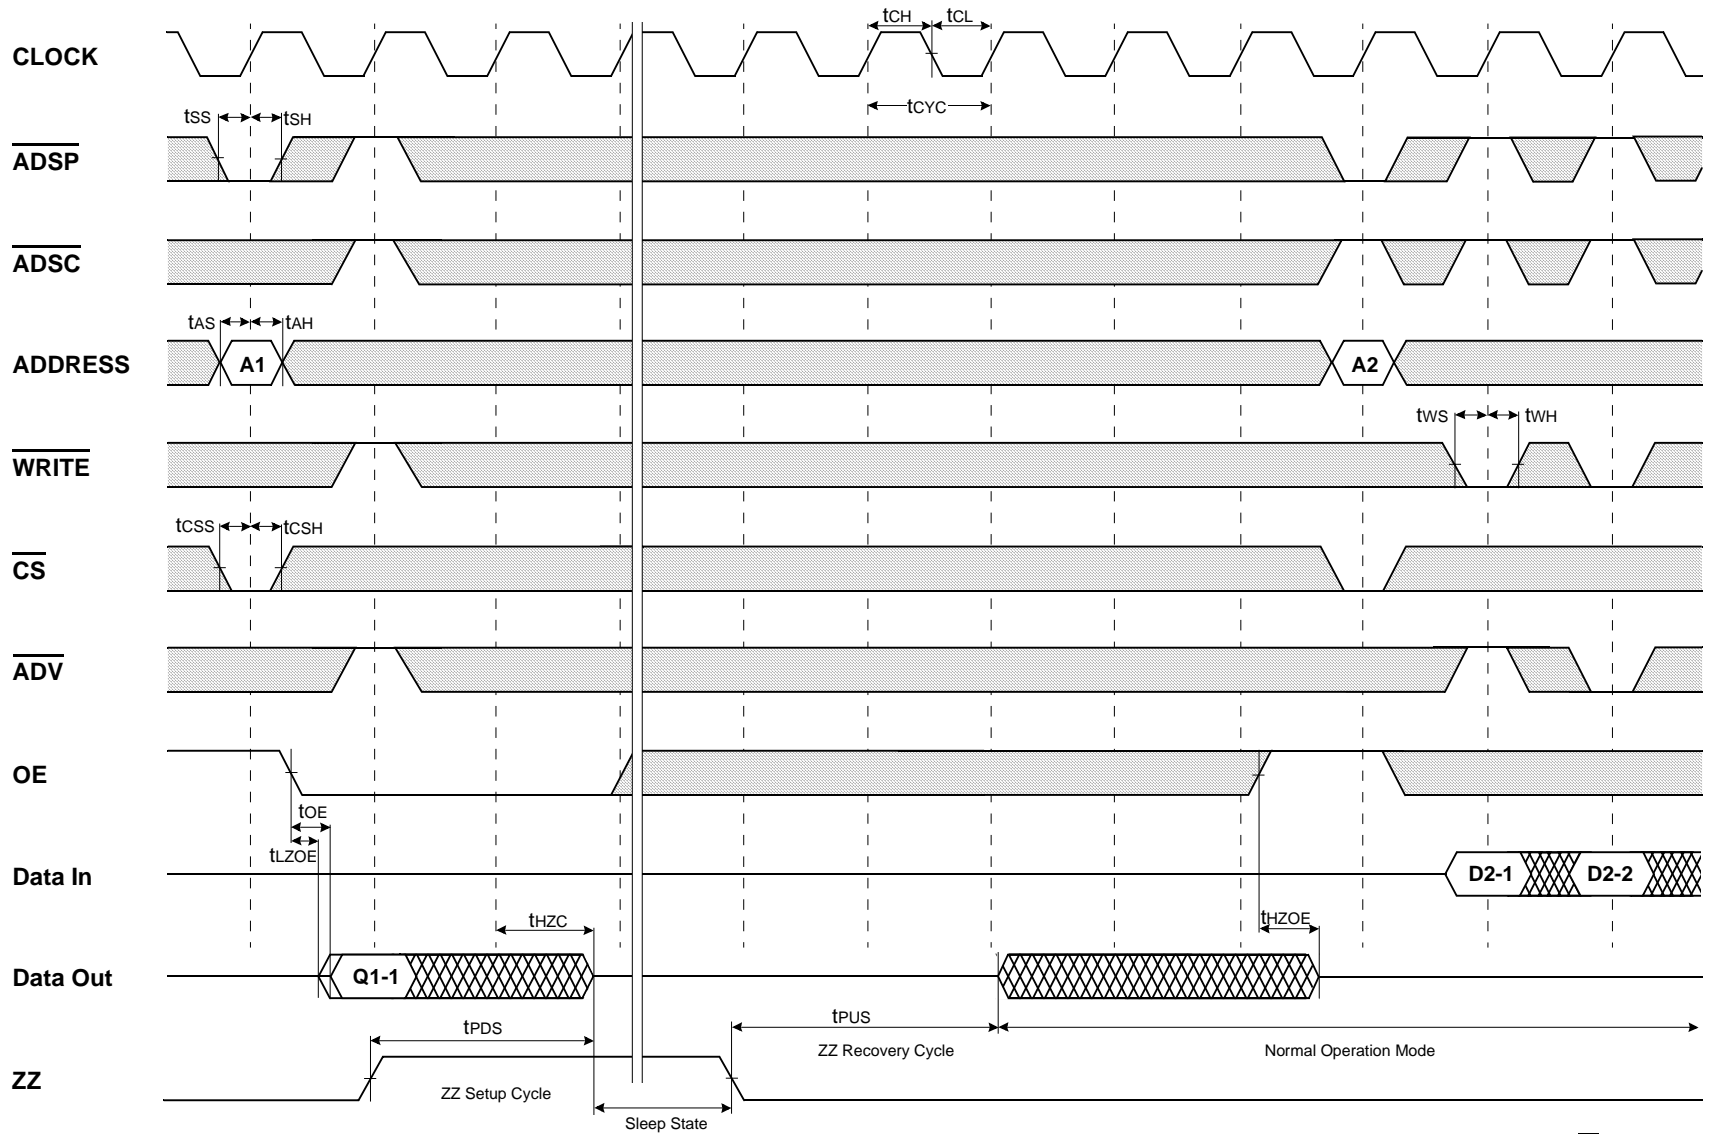 tCH tCL
CLOCK
tCYC
tSS tSH
ADSP
ADSC
tAS tAH
ADDRESS A1 A2
tWS tWH
WRITE
tCSS tCSH
CS
ADV
OE
tOE
tLZOE
Data In D2-1 D2-2
tHZC tHZOE
Data Out Q1-1
tPDS tPUS
ZZ Recovery Cycle Normal Operation Mode
ZZ ZZ Setup Cycle
Sleep State